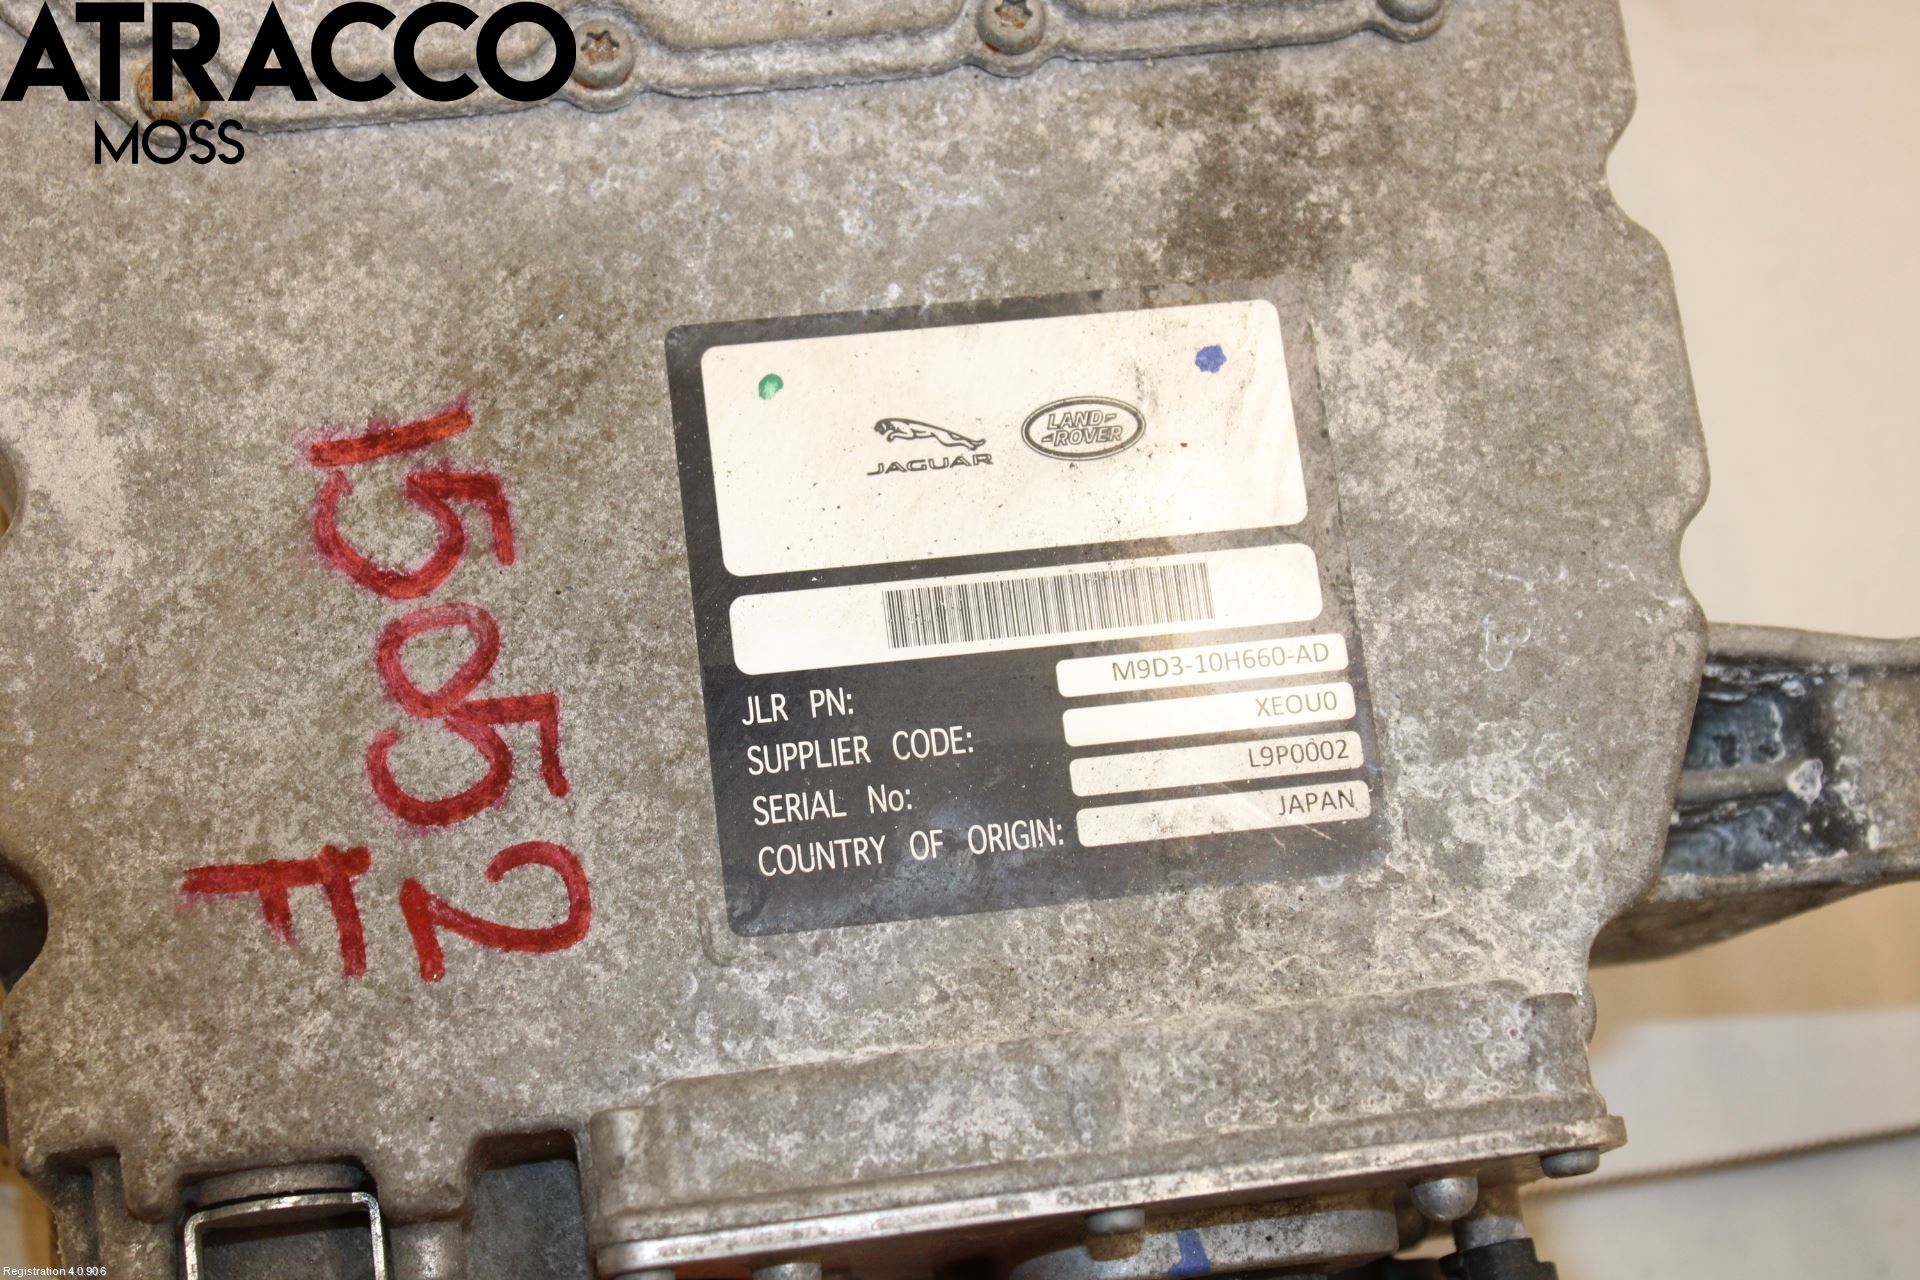 ATRACCO
MOSS
JAGUAR
LAND-
-ROVER
JLR PN: M9D3-10H660-AD
SUPPLIER CODE: XEOU0
SERIAL No: L9P0002
COUNTRY OF ORIGIN: JAPAN
15052
F
Registration 4.0.90.6